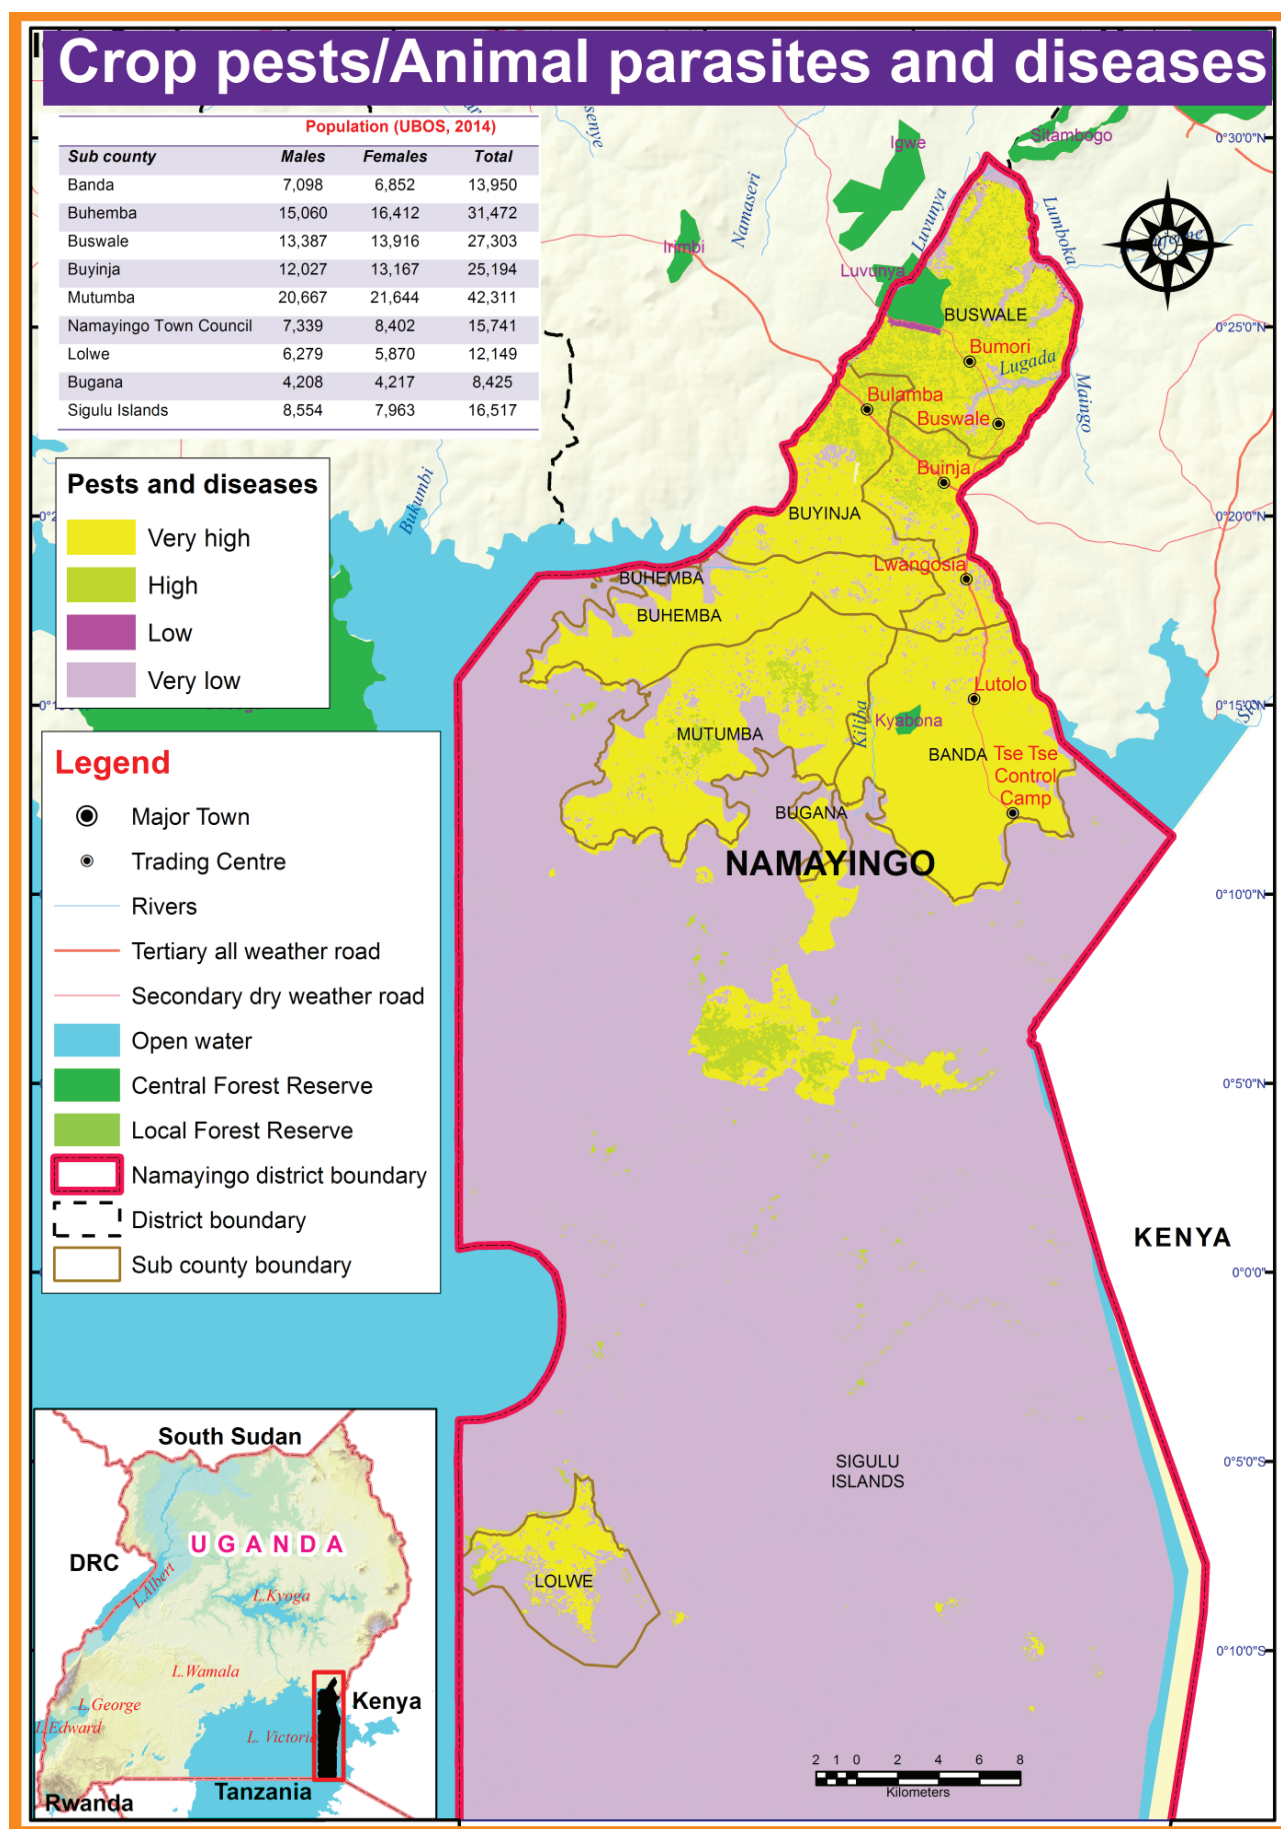 Crop pests/Animal parasites and diseases
Population (UBOS, 2014)
Sub county Males Females Total
Banda 7,098 6,852 13,950
Buhemba 15,060 16,412 31,472
Buswale 13,387 13,916 27,303
Buyinja 12,027 13,167 25,194
Mutumba 20,667 21,644 42,311
Namayingo Town Council 7,339 8,402 15,741
Lolwe 6,279 5,870 12,149
Bugana 4,208 4,217 8,425
Sigulu Islands 8,554 7,963 16,517
Pests and diseases
Very high
High
Low
Very low
Legend
Major Town
Trading Centre
Rivers
Tertiary all weather road
Secondary dry weather road
Open water
Central Forest Reserve
Local Forest Reserve
Namayingo district boundary
District boundary
Sub county boundary
Igwe
Sitambogo
Namaseri
Luvunya
Lumboka
Irimbi
Luvunya
BUSWALE
Bumori
Lugada
Maingo
Bulamba
Buswale
Buinja
Bukumbi
BUYINJA
Lwangosia
BUHEMBA
BUHEMBA
Lutolo
Kiliba
Kyabona
MUTUMBA
BANDA
Tse Tse
Control
Camp
BUGANA
NAMAYINGO
KENYA
SIGULU
ISLANDS
LOLWE
0°30'0"N
0°25'0"N
0°20'0"N
0°15'0"N
0°10'0"N
0°5'0"N
0°0'0"
0°5'0"S
0°10'0"S
2 1 0 2 4 6 8
Kilometers
South Sudan
UGANDA
DRC
L.Albert
L.Kyoga
L.Wamala
L.George
L.Edward
L. Victoria
Kenya
Tanzania
Rwanda